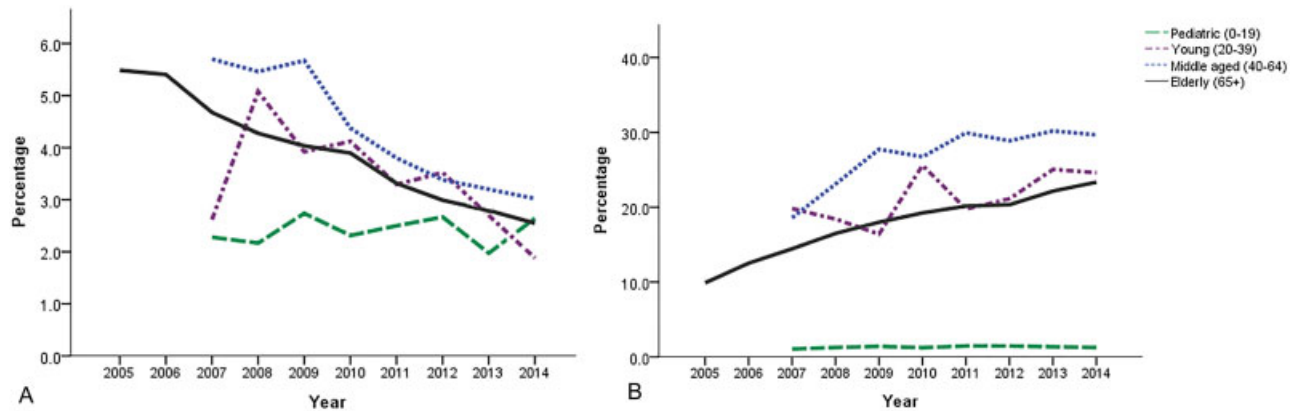 6.0
5.0
4.0
3.0
2.0
1.0
0.0
Percentage
2005 2006 2007 2008 2009 2010 2011 2012 2013 2014
Year
A
40.0
30.0
20.0
10.0
0.0
Percentage
2005 2006 2007 2008 2009 2010 2011 2012 2013 2014
Year
B
Pediatric (0-19)
Young (20-39)
Middle aged (40-64)
Elderly (65+)